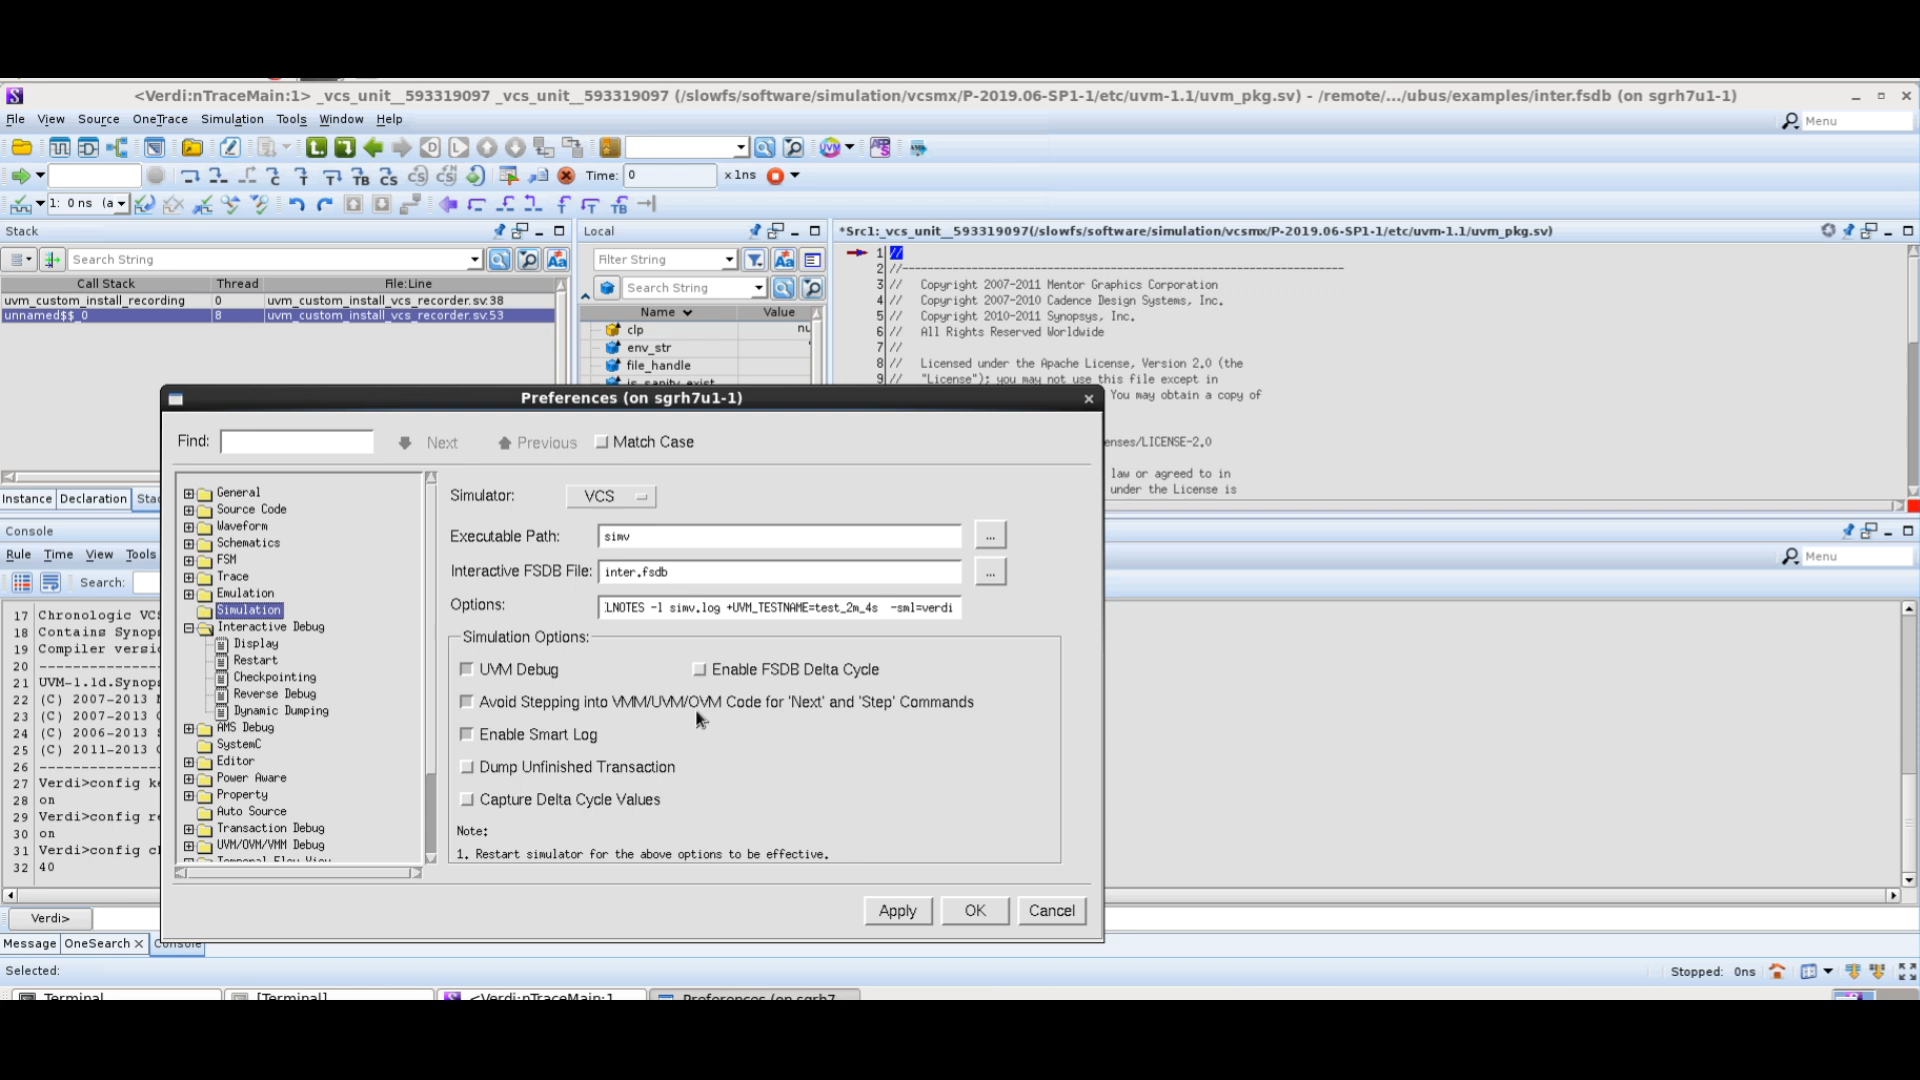 <Verdi:nTraceMain:1> _vcs_unit__593319097 _vcs_unit__593319097 (/slowfs/software/simulation/vcsmx/P-2019.06-SP1-1/etc/uvm-1.1/uvm_pkg.sv) - /remote/.../ubus/examples/inter.fsdb (on sgrh7u1-1)
File View Source OneTrace Simulation Tools Window Help Menu
Time: 0 x 1ns
1: 0 ns (a
Stack
Search String
Call Stack Thread File:Line
uvm_custom_install_recording 0 uvm_custom_install_vcs_recorder.sv:38
unnamed$$_0 8 uvm_custom_install_vcs_recorder.sv:53
Local
Filter String
Search String
Name Value
clp nu
env_str
file_handle
is_sanity_exist
*Src1:_vcs_unit__593319097(/slowfs/software/simulation/vcsmx/P-2019.06-SP1-1/etc/uvm-1.1/uvm_pkg.sv)
1 //
2 //----------------------------------------------------------------------
3 // Copyright 2007-2011 Mentor Graphics Corporation
4 // Copyright 2007-2010 Cadence Design Systems, Inc.
5 // Copyright 2010-2011 Synopsys, Inc.
6 // All Rights Reserved Worldwide
7 //
8 // Licensed under the Apache License, Version 2.0 (the
9 // "License"); you may not use this file except in
You may obtain a copy of
enses/LICENSE-2.0
law or agreed to in
under the License is
Instance Declaration Stac
Console
Rule Time View Tools Menu
Search:
17 Chronologic VCS
18 Contains Synop
19 Compiler versi
20 --------------
21 UVM-1.1d.Synop
22 (C) 2007-2013
23 (C) 2007-2013
24 (C) 2006-2013
25 (C) 2011-2013
26 --------------
27 Verdi>config k
28 on
29 Verdi>config r
30 on
31 Verdi>config c
32 40
Verdi>
Message OneSearch Console
Selected: Stopped: 0ns
Terminal [Terminal] <Verdi:nTraceMain:1 Preferences (on sgrh7
Preferences (on sgrh7u1-1)
Find: Next Previous Match Case
General
Source Code
Waveform
Schematics
FSM
Trace
Emulation
Simulation
Interactive Debug
Display
Restart
Checkpointing
Reverse Debug
Dynamic Dumping
AMS Debug
SystemC
Editor
Power Aware
Property
Auto Source
Transaction Debug
UVM/OVM/VMM Debug
Temporal Flow View
Simulator: VCS
Executable Path: simv ...
Interactive FSDB File: inter.fsdb ...
Options: LNOTES -l simv.log +UVM_TESTNAME=test_2m_4s -sml=verdi
Simulation Options:
UVM Debug Enable FSDB Delta Cycle
Avoid Stepping into VMM/UVM/OVM Code for 'Next' and 'Step' Commands
Enable Smart Log
Dump Unfinished Transaction
Capture Delta Cycle Values
Note:
1. Restart simulator for the above options to be effective.
Apply OK Cancel